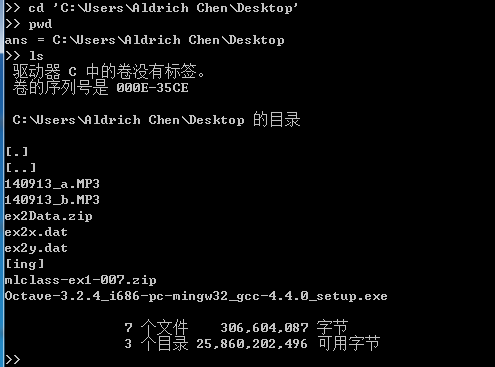 >> cd 'C:\Users\Aldrich Chen\Desktop'
>> pwd
ans = C:\Users\Aldrich Chen\Desktop
>> ls
驱动器 C 中的卷没有标签。
卷的序列号是 000E-35CE
C:\Users\Aldrich Chen\Desktop 的目录
[.]
[..]
140913_a.MP3
140913_b.MP3
ex2Data.zip
ex2x.dat
ex2y.dat
[ing]
mlclass-ex1-007.zip
Octave-3.2.4_i686-pc-mingw32_gcc-4.4.0_setup.exe
7 个文件 306,604,087 字节
3 个目录 25,860,202,496 可用字节
>>